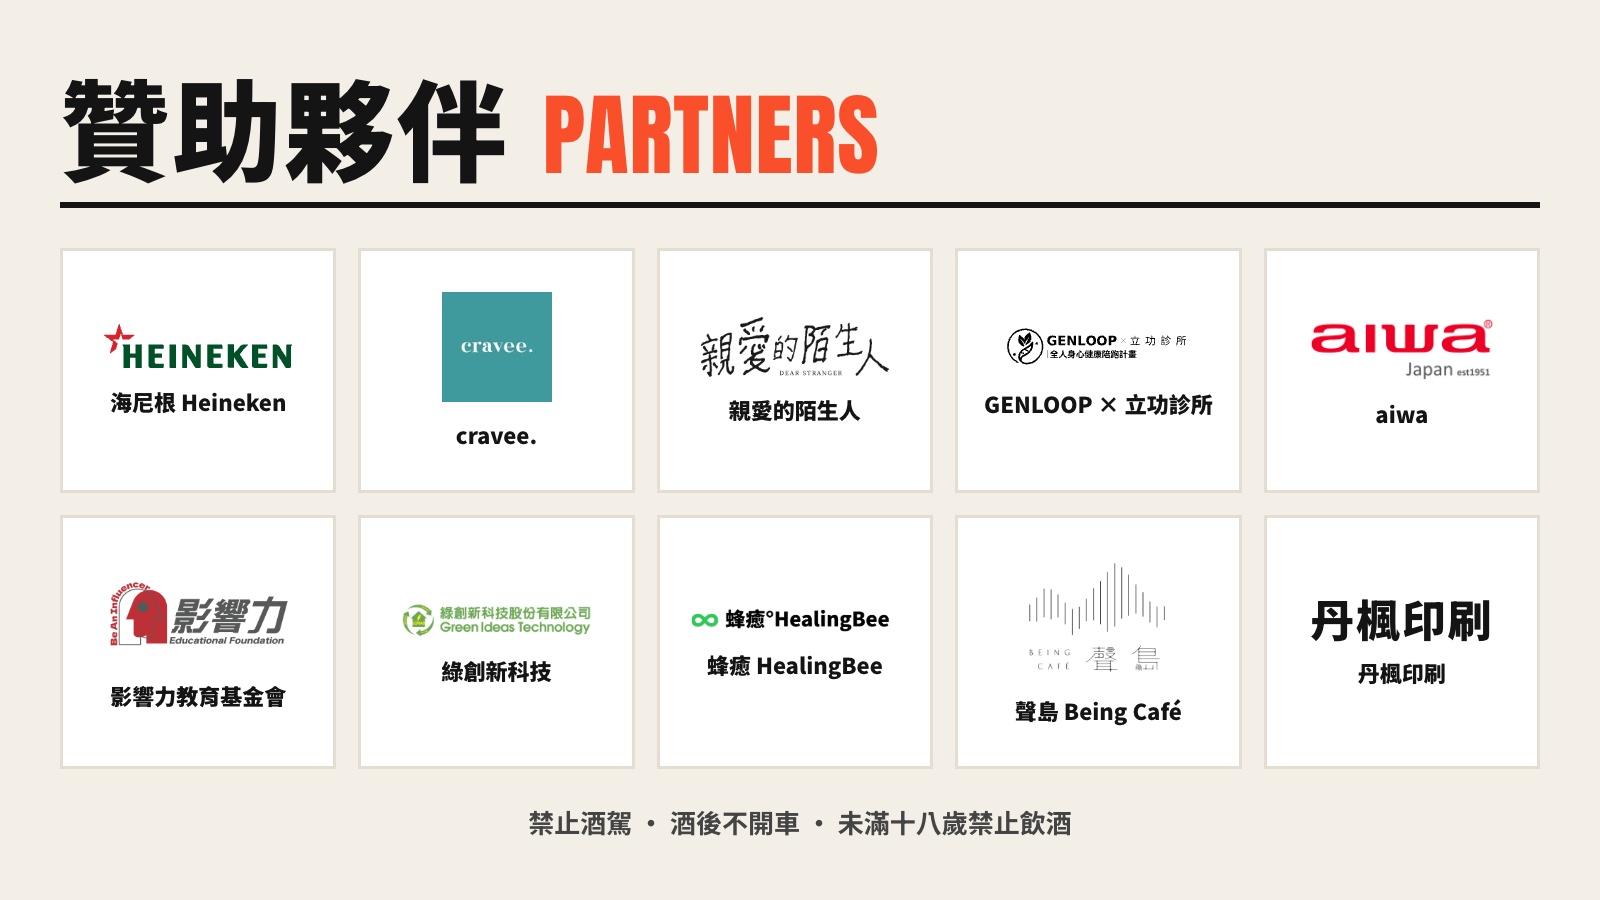 贊助夥伴 PARTNERS
HEINEKEN
海尼根 Heineken
cravee.
cravee.
親愛的陌生人
DEAR STRANGER
親愛的陌生人
GENLOOP × 立功診所
全人身心健康陪跑計畫
GENLOOP × 立功診所
aiwa®
Japan est1951
aiwa
Be An Influencer
影響力
Educational Foundation
影響力教育基金會
綠創新科技股份有限公司
Green Ideas Technology
綠創新科技
蜂癒°HealingBee
蜂癒 HealingBee
BEING CAFÉ 聲島
聲島 Being Café
丹楓印刷
丹楓印刷
禁止酒駕 · 酒後不開車 · 未滿十八歲禁止飲酒